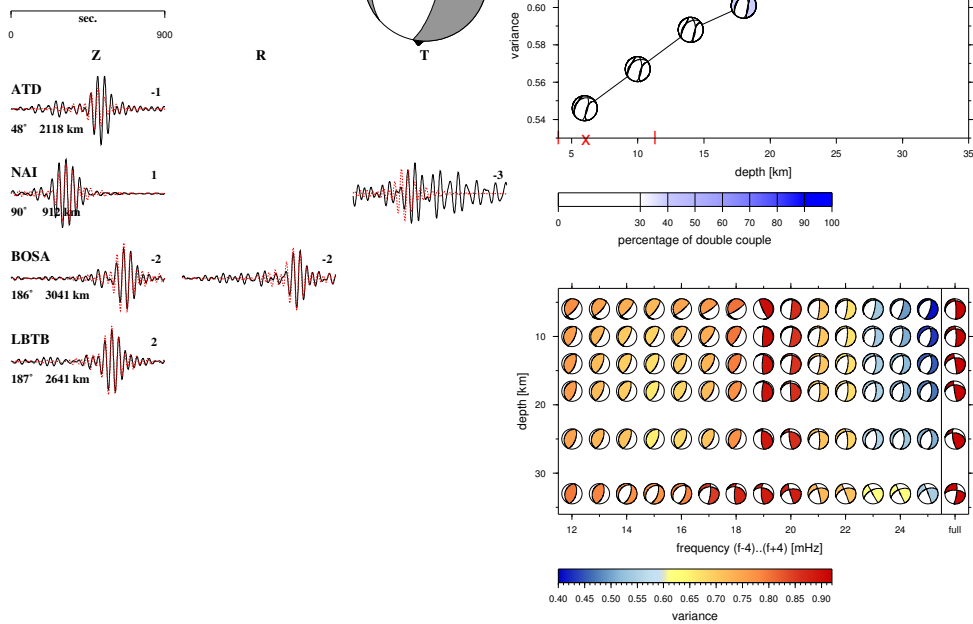 sec.
0 900
Z R T
ATD -1
48° 2118 km
NAI 1 -3
90° 912 km
BOSA -2 -2
186° 3041 km
LBTB 2
187° 2641 km
0.60
0.58
0.56
0.54
variance
x
5 10 15 20 25 30 35
depth [km]
0 30 40 50 60 70 80 90 100
percentage of double couple
10
20
30
depth [km]
12 14 16 18 20 22 24 full
frequency (f-4)..(f+4) [mHz]
0.40 0.45 0.50 0.55 0.60 0.65 0.70 0.75 0.80 0.85 0.90
variance